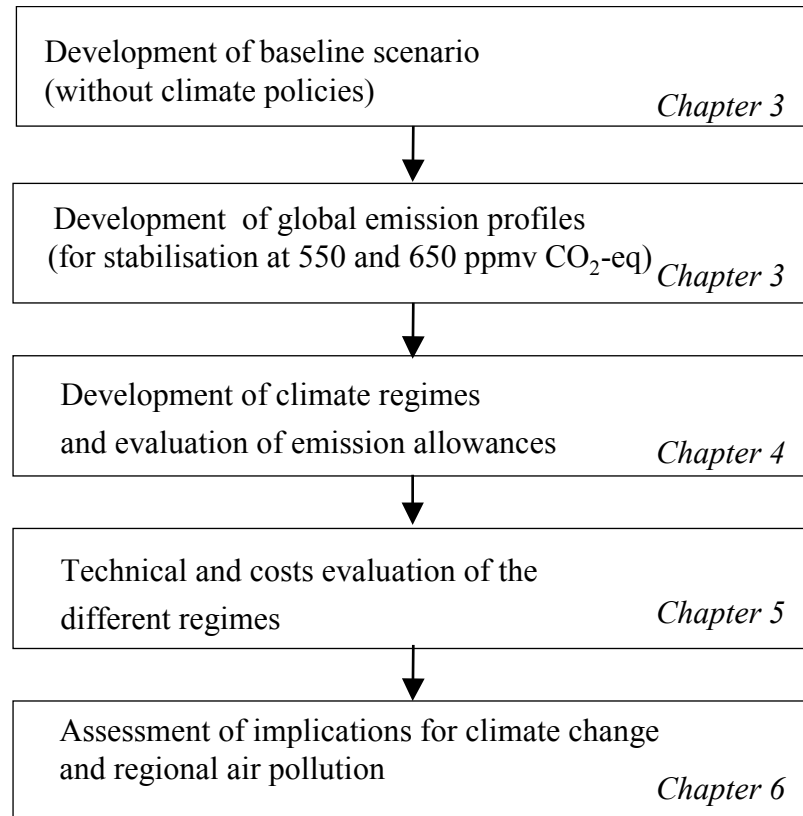 Development of baseline scenario
(without climate policies)
Chapter 3
Development of global emission profiles
(for stabilisation at 550 and 650 ppmv CO₂-eq)
Chapter 3
Development of climate regimes
and evaluation of emission allowances
Chapter 4
Technical and costs evaluation of the
different regimes
Chapter 5
Assessment of implications for climate change
and regional air pollution
Chapter 6